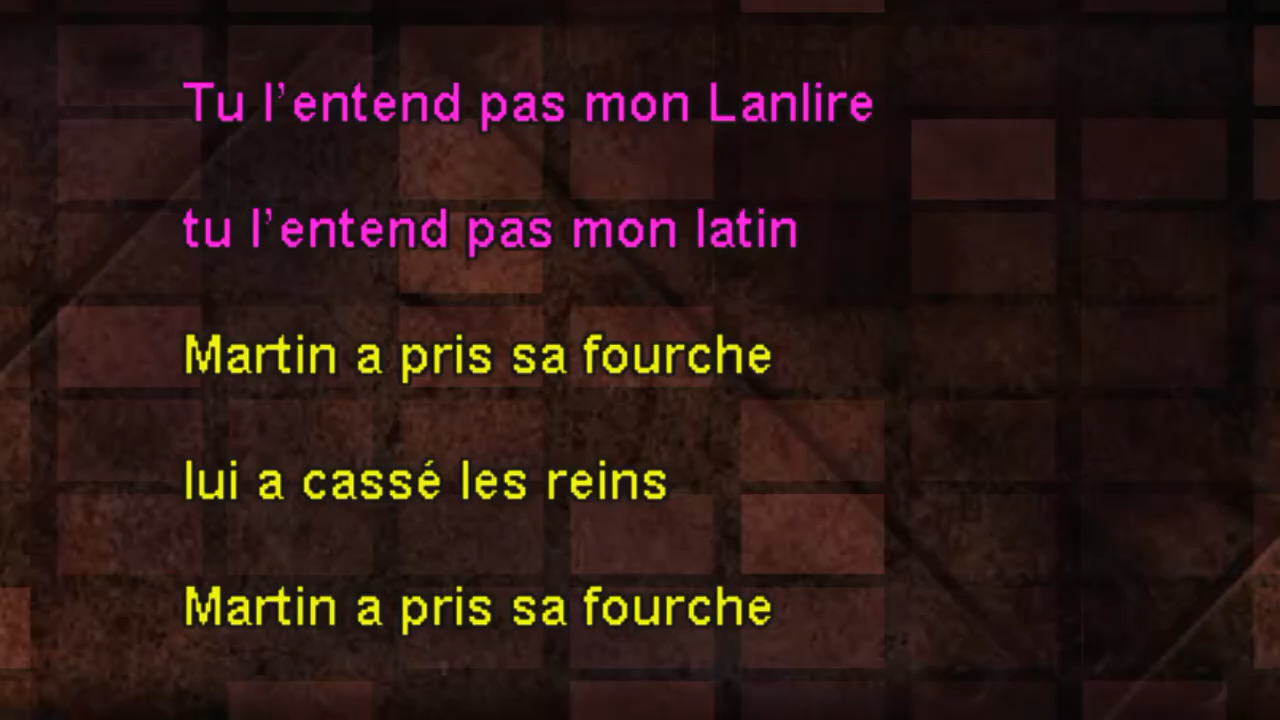 Tu l'entend pas mon Lanlire
tu l'entend pas mon latin
Martin a pris sa fourche
lui a cassé les reins
Martin a pris sa fourche